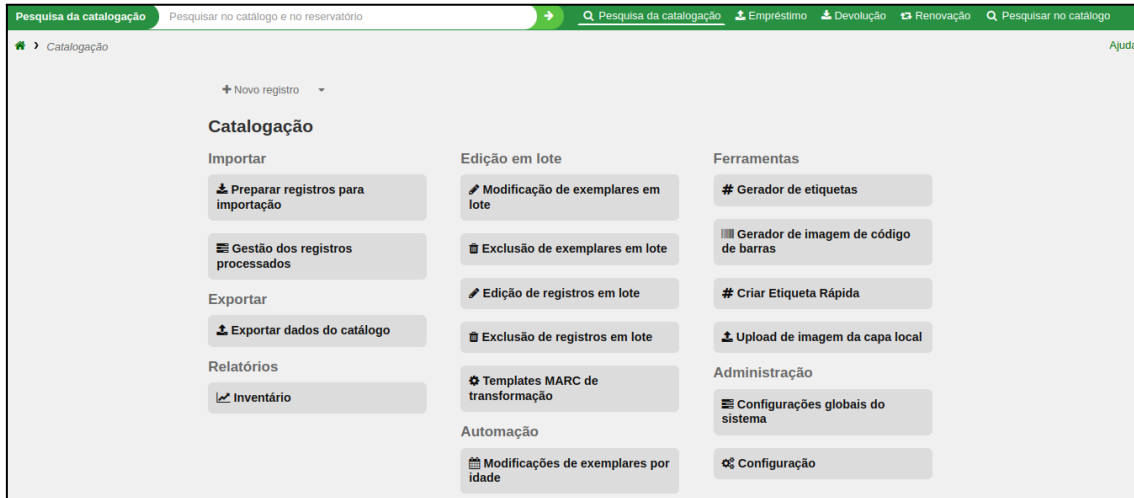 Pesquisa da catalogação
Pesquisar no catálogo e no reservatório
Pesquisa da catalogação Empréstimo Devolução Renovação Pesquisar no catálogo
Catalogação
Ajuda
Novo registro
Catalogação
Importar
Preparar registros para
importação
Gestão dos registros
processados
Exportar
Exportar dados do catálogo
Relatórios
Inventário
Edição em lote
Modificação de exemplares em
lote
Exclusão de exemplares em lote
Edição de registros em lote
Exclusão de registros em lote
Templates MARC de
transformação
Automação
Modificações de exemplares por
idade
Ferramentas
# Gerador de etiquetas
Gerador de imagem de código
de barras
# Criar Etiqueta Rápida
Upload de imagem da capa local
Administração
Configurações globais do
sistema
Configuração